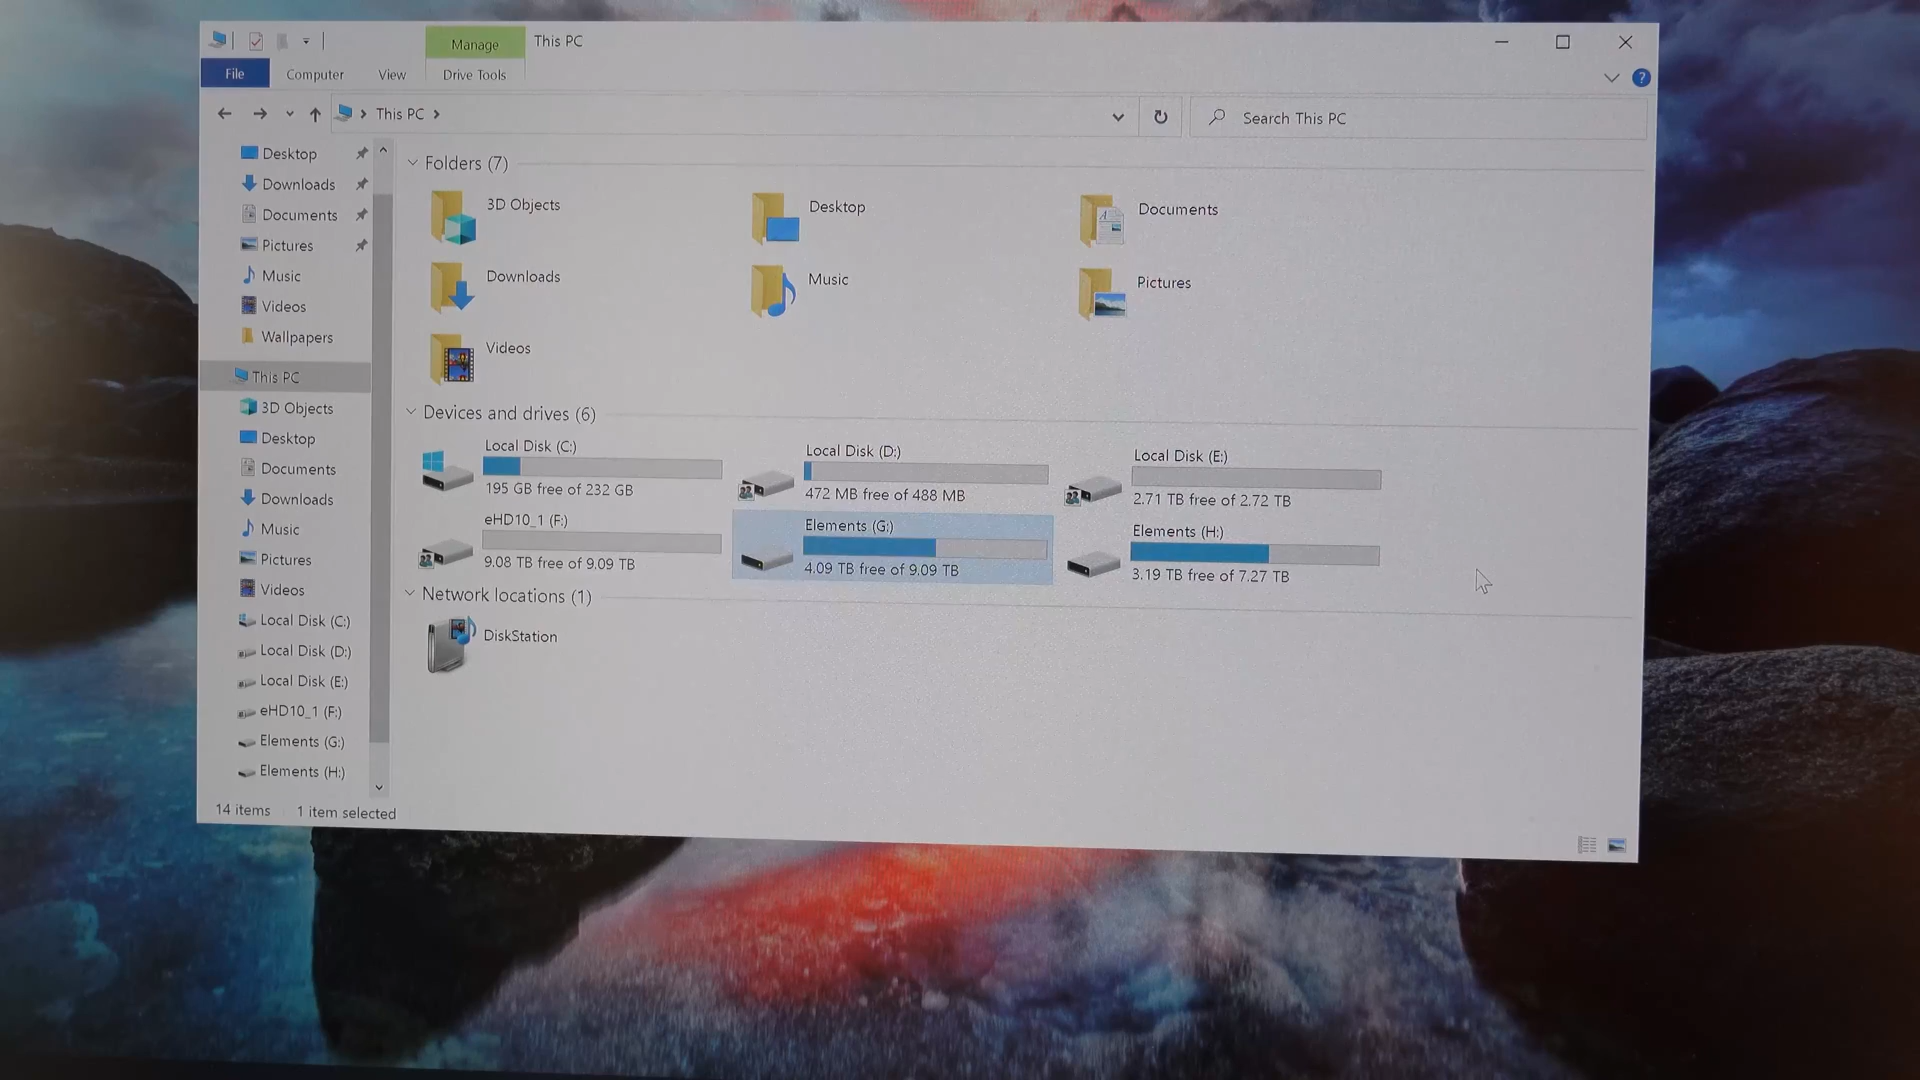 Manage
This PC
File
Computer
View
Drive Tools
?
This PC
Search This PC
Desktop
Downloads
Documents
Pictures
Music
Videos
Wallpapers
This PC
3D Objects
Desktop
Documents
Downloads
Music
Pictures
Videos
Local Disk (C:)
Local Disk (D:)
Local Disk (E:)
eHD10_1 (F:)
Elements (G:)
Elements (H:)
Folders (7)
3D Objects
Desktop
Documents
Downloads
Music
Pictures
Videos
Devices and drives (6)
Local Disk (C:)
195 GB free of 232 GB
Local Disk (D:)
472 MB free of 488 MB
Local Disk (E:)
2.71 TB free of 2.72 TB
eHD10_1 (F:)
9.08 TB free of 9.09 TB
Elements (G:)
4.09 TB free of 9.09 TB
Elements (H:)
3.19 TB free of 7.27 TB
Network locations (1)
DiskStation
14 items
1 item selected